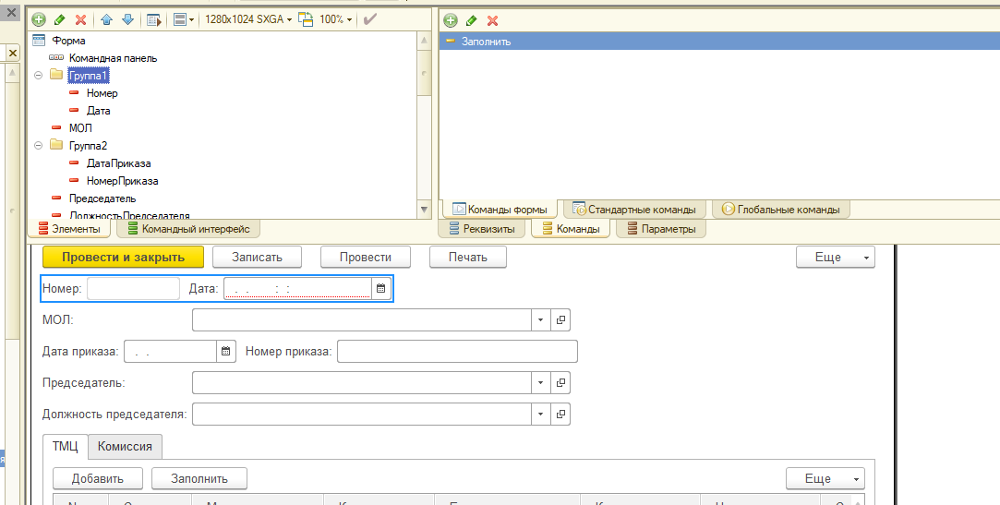 1280x1024 SXGA 100%
Форма
Командная панель
Группа1
Номер
Дата
МОЛ
Группа2
ДатаПриказа
НомерПриказа
Председатель
ДолжностьПредседателя
Элементы Командный интерфейс
Заполнить
Команды формы Стандартные команды Глобальные команды
Реквизиты Команды Параметры
Провести и закрыть Записать Провести Печать Еще
Номер: Дата: . . : :
МОЛ:
Дата приказа: . . Номер приказа:
Председатель:
Должность председателя:
ТМЦ Комиссия
Добавить Заполнить Еще